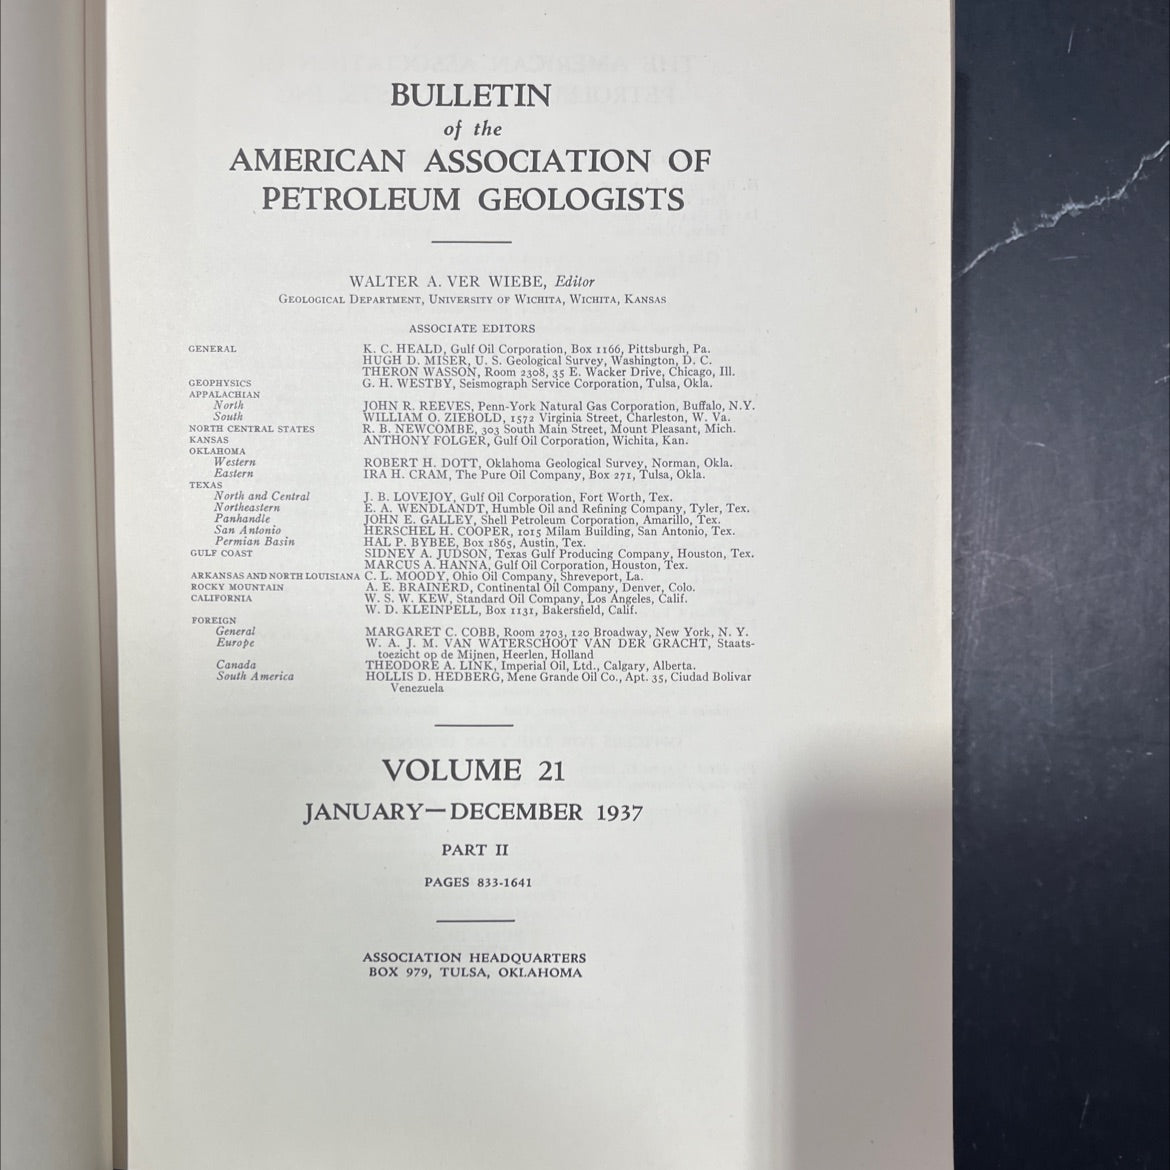 BULLETIN
of the
AMERICAN ASSOCIATION OF
PETROLEUM GEOLOGISTS
WALTER A. VER WIEBE, Editor
GEOLOGICAL DEPARTMENT, UNIVERSITY OF WICHITA, WICHITA, KANSAS
ASSOCIATE EDITORS
GENERAL K. C. HEALD, Gulf Oil Corporation, Box 1166, Pittsburgh, Pa.
HUGH D. MISER, U. S. Geological Survey, Washington, D. C.
THERON WASSON, Room 2308, 35 E. Wacker Drive, Chicago, Ill.
GEOPHYSICS G. H. WESTBY, Seismograph Service Corporation, Tulsa, Okla.
APPALACHIAN
North JOHN R. REEVES, Penn-York Natural Gas Corporation, Buffalo, N.Y.
South WILLIAM O. ZIEBOLD, 1572 Virginia Street, Charleston, W. Va.
NORTH CENTRAL STATES R. B. NEWCOMBE, 303 South Main Street, Mount Pleasant, Mich.
KANSAS ANTHONY FOLGER, Gulf Oil Corporation, Wichita, Kan.
OKLAHOMA
Western ROBERT H. DOTT, Oklahoma Geological Survey, Norman, Okla.
Eastern IRA H. CRAM, The Pure Oil Company, Box 271, Tulsa, Okla.
TEXAS
North and Central J. B. LOVEJOY, Gulf Oil Corporation, Fort Worth, Tex.
Northeastern E. A. WENDLANDT, Humble Oil and Refining Company, Tyler, Tex.
Panhandle JOHN E. GALLEY, Shell Petroleum Corporation, Amarillo, Tex.
San Antonio HERSCHEL H. COOPER, 1015 Milam Building, San Antonio, Tex.
Permian Basin HAL P. BYBEE, Box 1865, Austin, Tex.
GULF COAST SIDNEY A. JUDSON, Texas Gulf Producing Company, Houston, Tex.
MARCUS A. HANNA, Gulf Oil Corporation, Houston, Tex.
ARKANSAS AND NORTH LOUISIANA C. L. MOODY, Ohio Oil Company, Shreveport, La.
ROCKY MOUNTAIN A. E. BRAINERD, Continental Oil Company, Denver, Colo.
CALIFORNIA W. S. W. KEW, Standard Oil Company, Los Angeles, Calif.
W. D. KLEINPELL, Box 1131, Bakersfield, Calif.
FOREIGN
General MARGARET C. COBB, Room 2703, 120 Broadway, New York, N. Y.
Europe W. A. J. M. VAN WATERSCHOOT VAN DER GRACHT, Staats-
toezicht op de Mijnen, Heerlen, Holland
Canada THEODORE A. LINK, Imperial Oil, Ltd., Calgary, Alberta.
South America HOLLIS D. HEDBERG, Mene Grande Oil Co., Apt. 35, Ciudad Bolivar
Venezuela
VOLUME 21
JANUARY—DECEMBER 1937
PART II
PAGES 833-1641
ASSOCIATION HEADQUARTERS
BOX 979, TULSA, OKLAHOMA